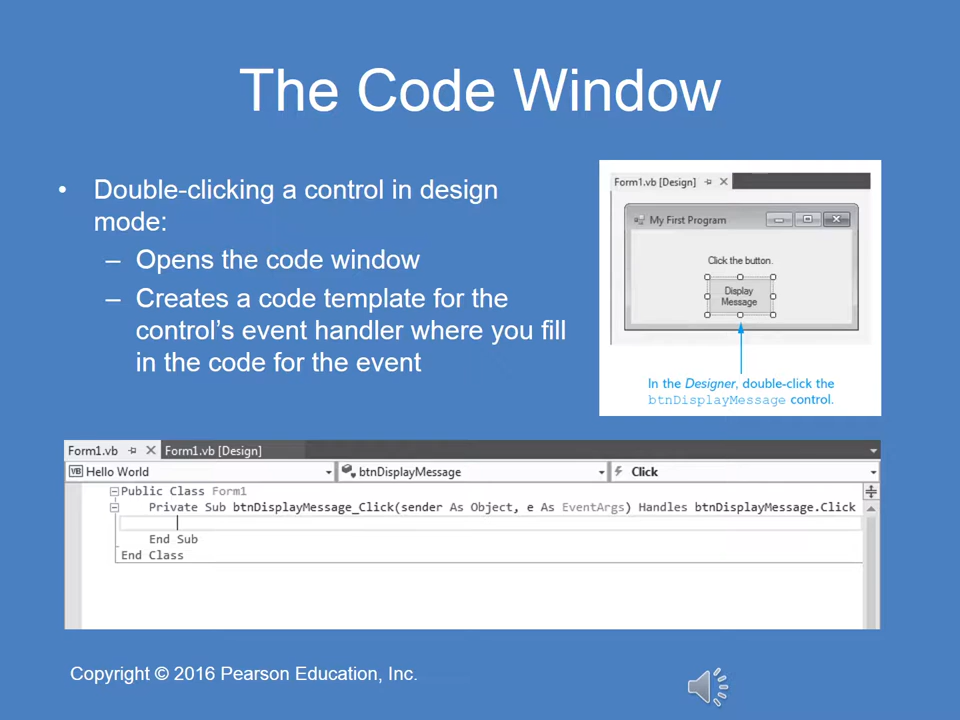 The Code Window
• Double-clicking a control in design
mode:
– Opens the code window
– Creates a code template for the
control's event handler where you fill
in the code for the event
Form1.vb [Design]
My First Program
Click the button.
Display
Message
In the Designer, double-click the
btnDisplayMessage control.
Form1.vb Form1.vb [Design]
VB Hello World btnDisplayMessage Click
Public Class Form1
Private Sub btnDisplayMessage_Click(sender As Object, e As EventArgs) Handles btnDisplayMessage.Click
End Sub
End Class
Copyright © 2016 Pearson Education, Inc.